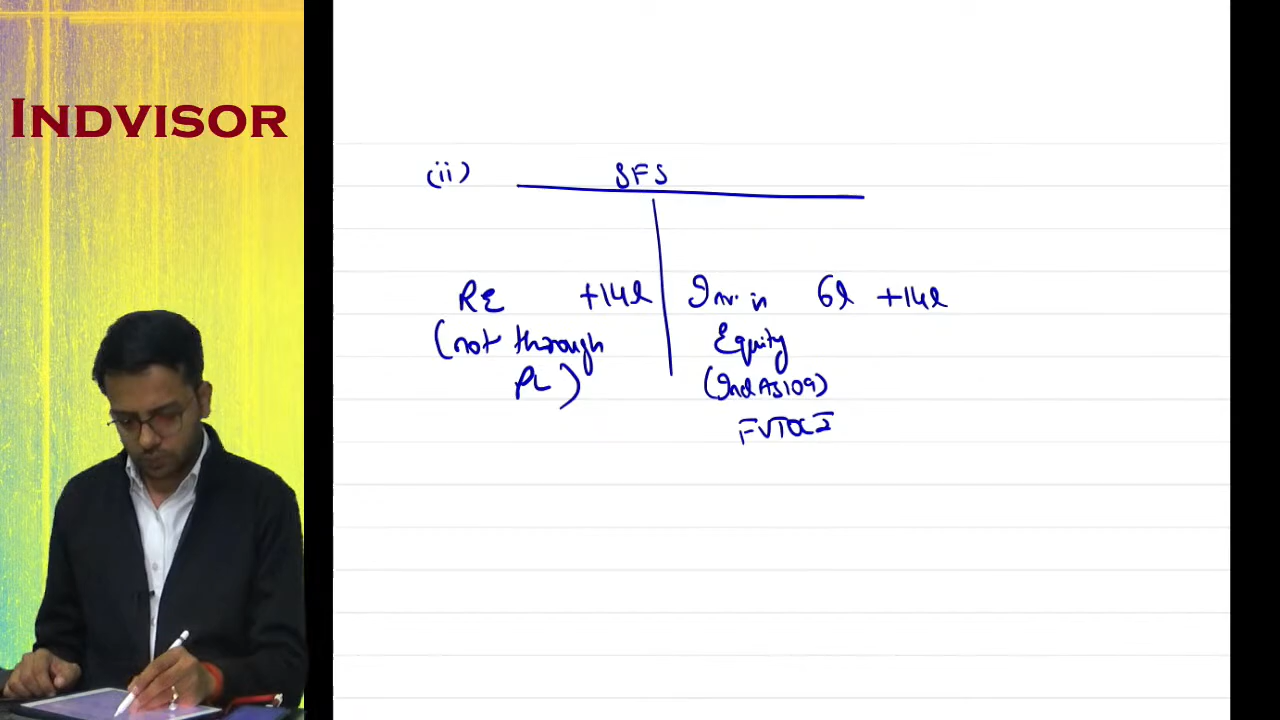 INDVISOR
(ii) SFS
RE +14l Inv. in 6l +14l
(not through Equity
PL) (Ind AS 109)
FVTOCI